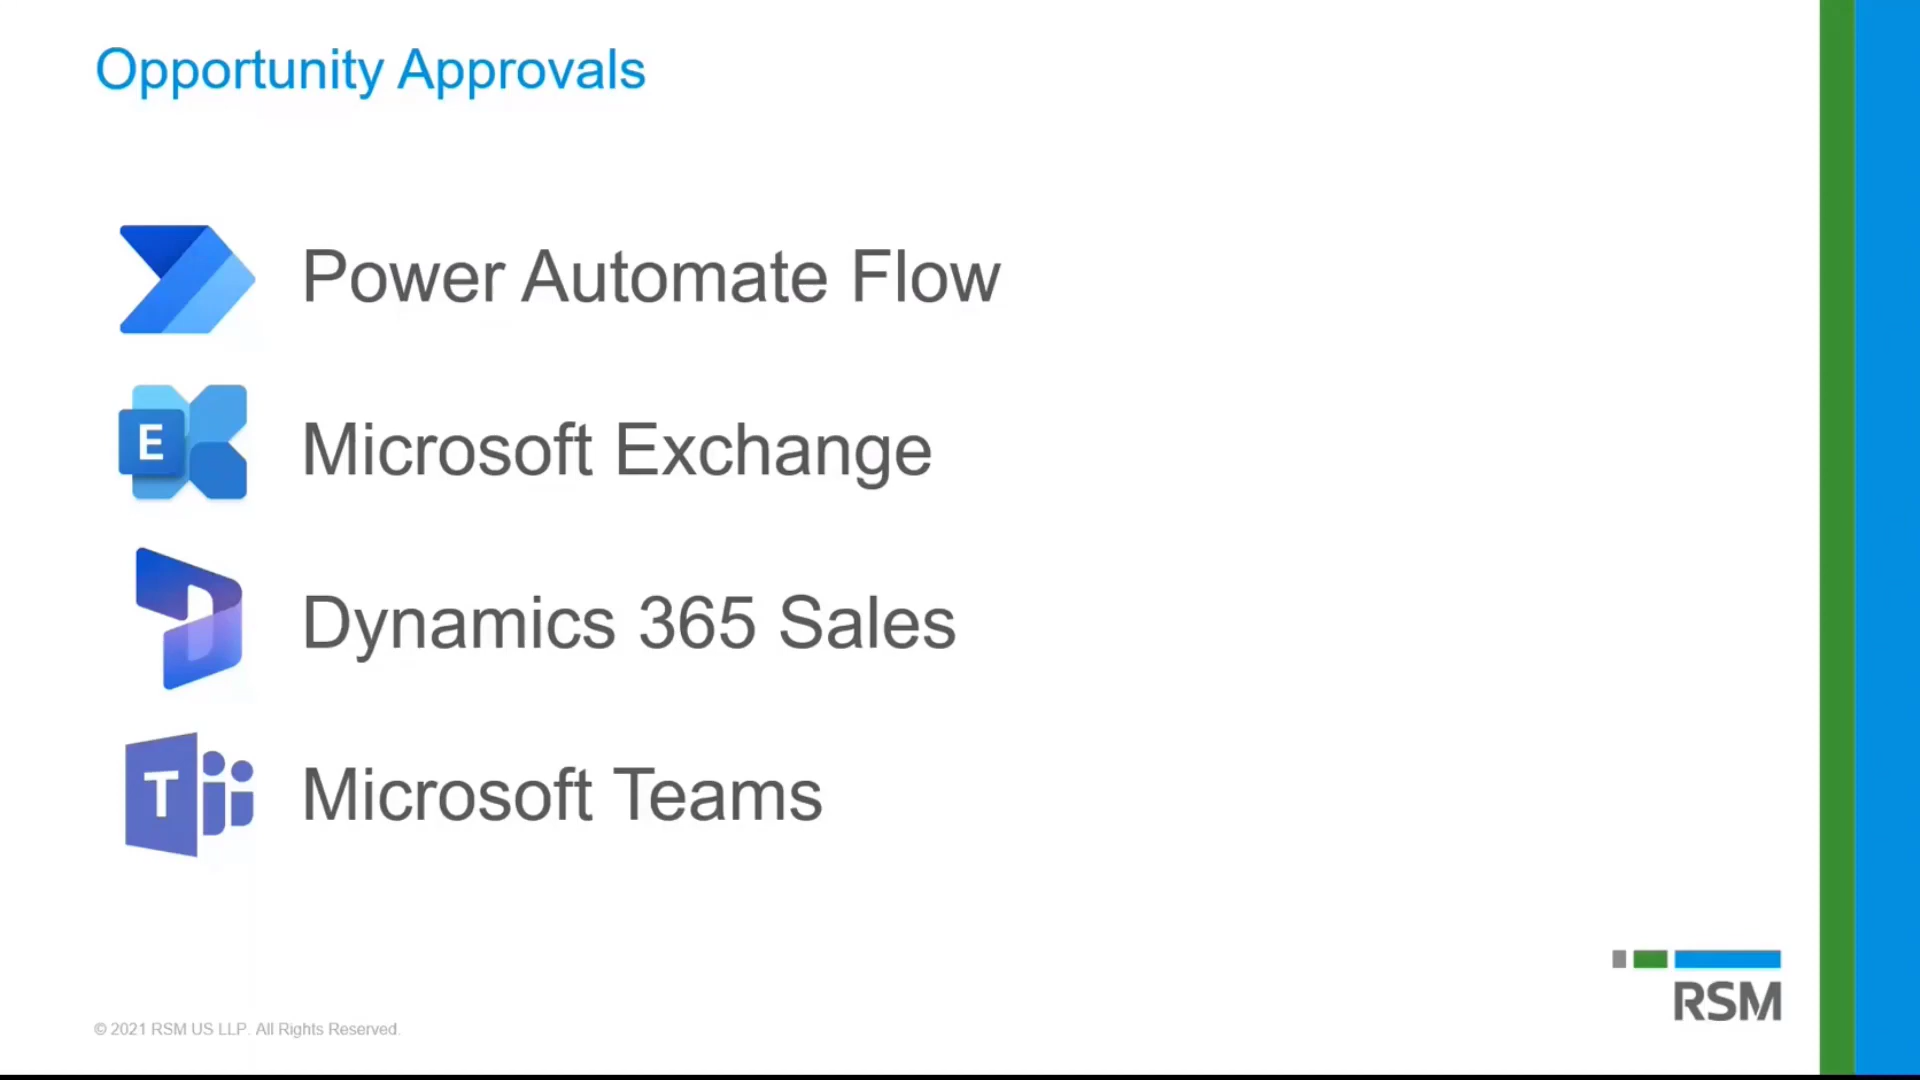 Opportunity Approvals
Power Automate Flow
E
Microsoft Exchange
Dynamics 365 Sales
T
Microsoft Teams
RSM
© 2021 RSM US LLP. All Rights Reserved.